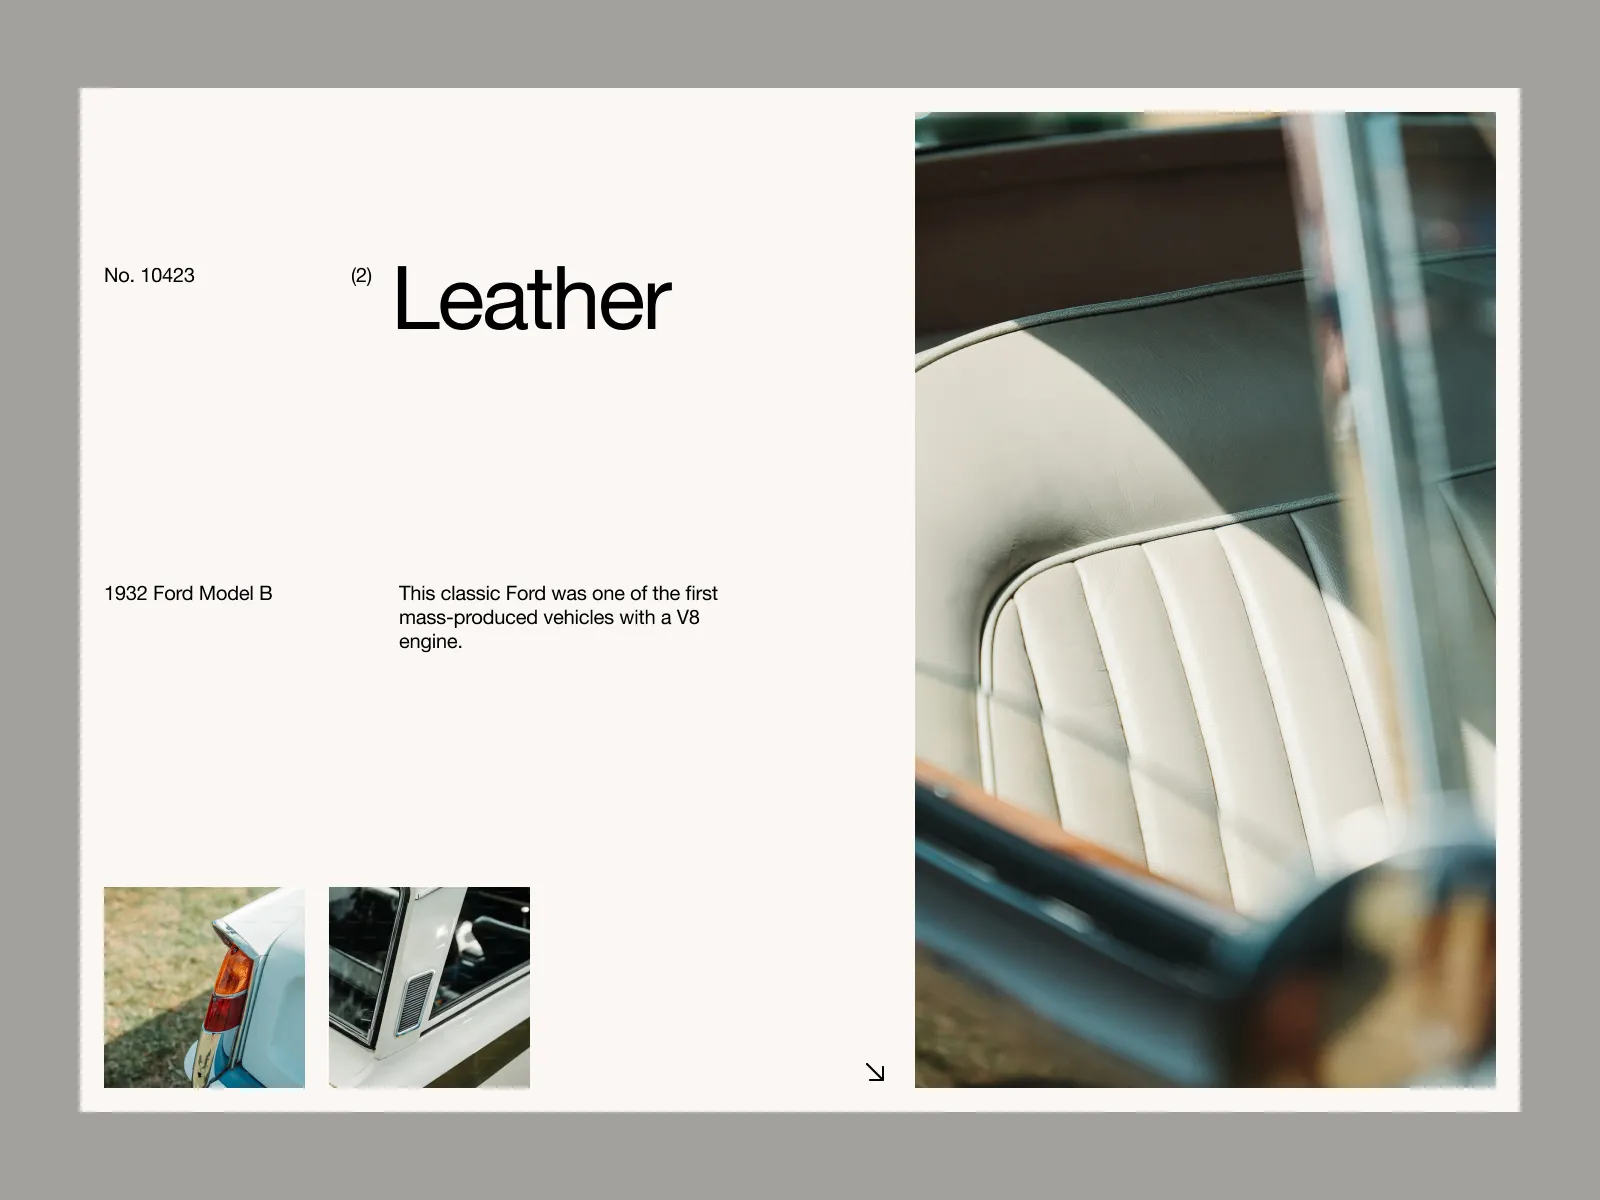 No. 10423
(2)
Leather
1932 Ford Model B
This classic Ford was one of the first
mass-produced vehicles with a V8
engine.